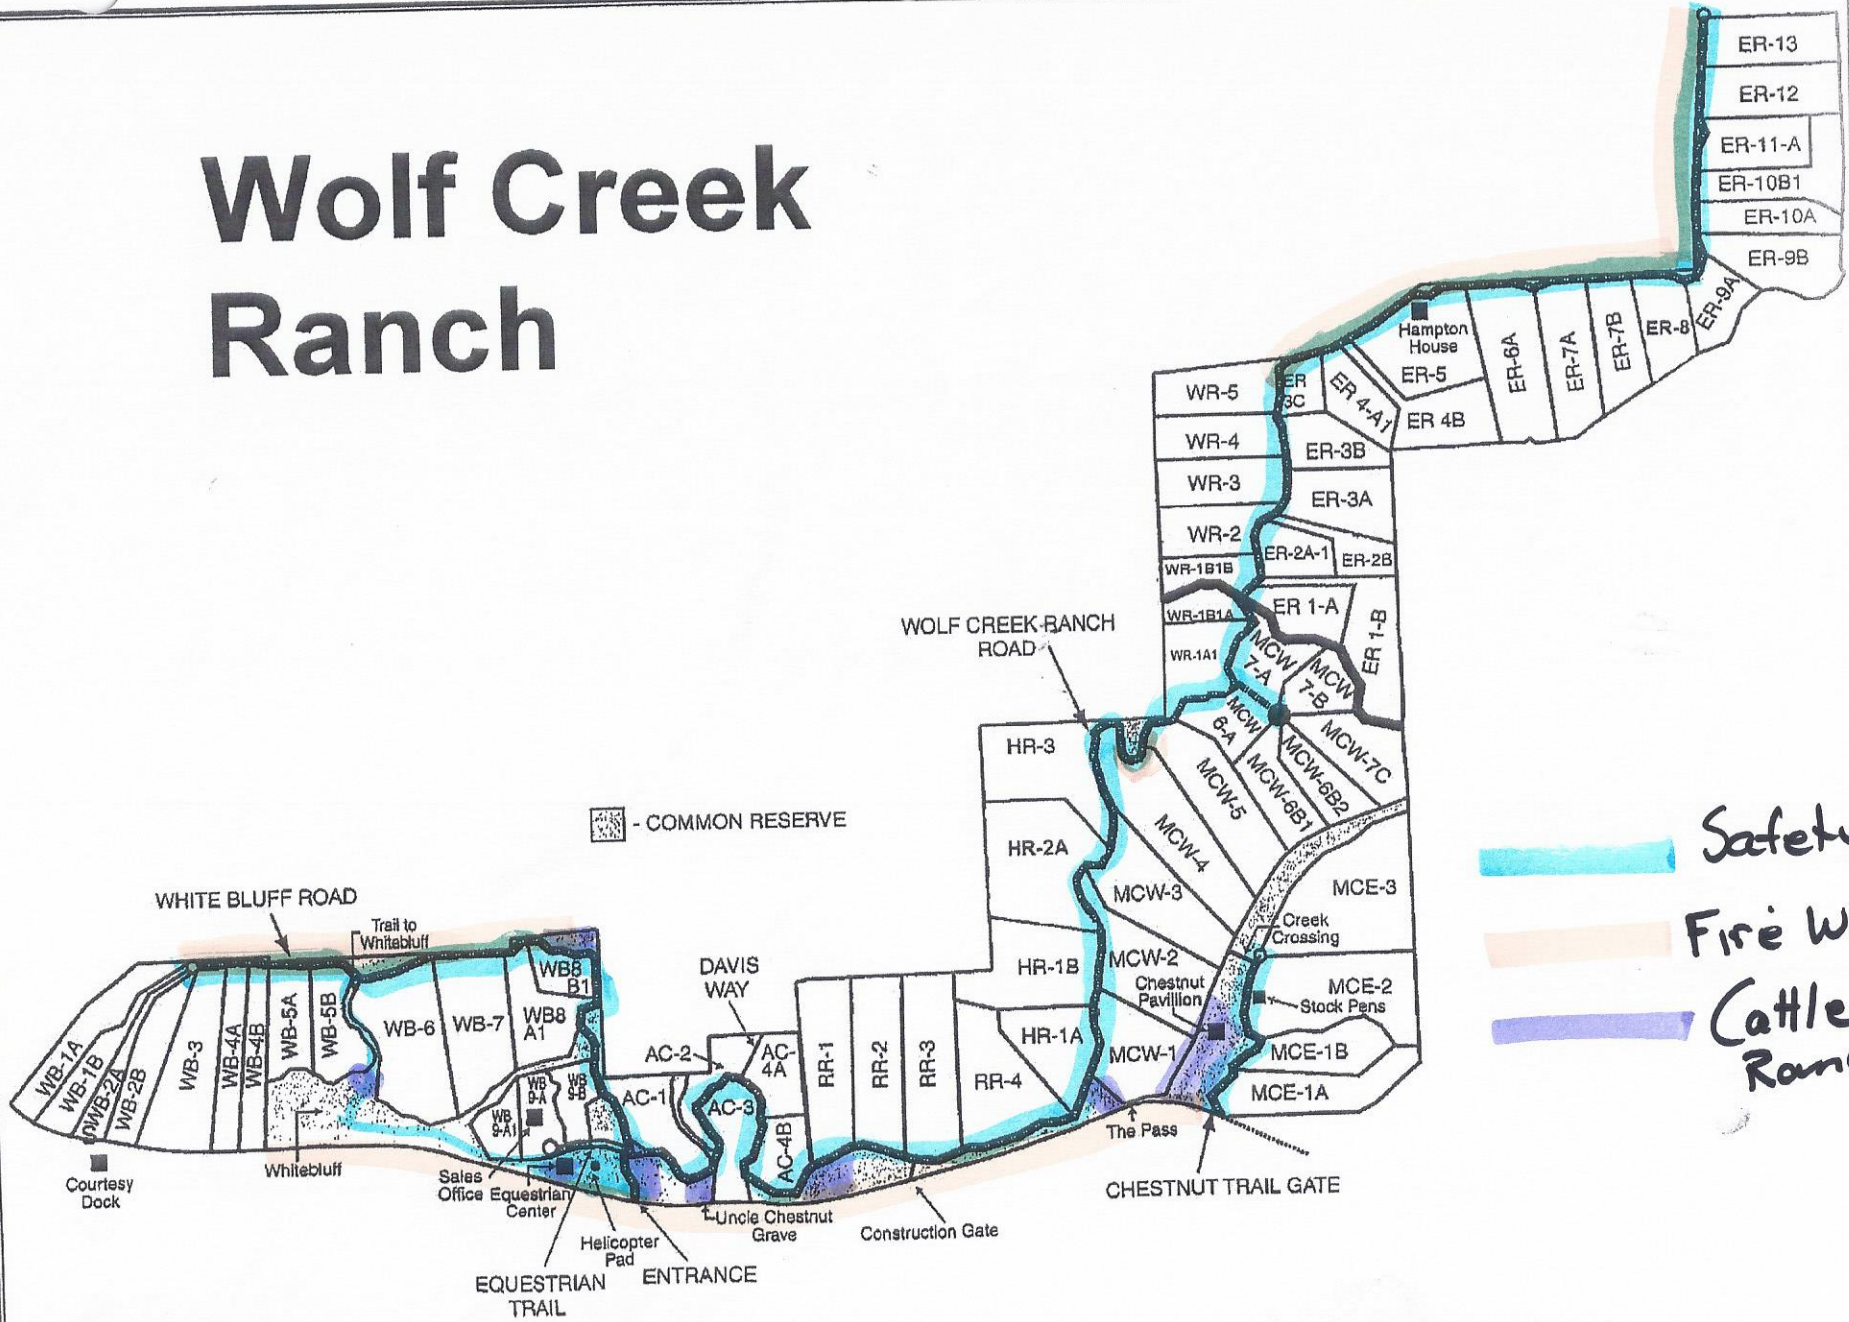 Wolf Creek
Ranch
ER-13
ER-12
ER-11-A
ER-10B1
ER-10A
ER-9B
ER-9A
ER-8
ER-7B
ER-7A
ER-6A
Hampton
House
ER-5
ER 4B
ER 4-A1
ER
3C
ER-3B
ER-3A
ER-2A-1
ER-2B
ER 1-A
ER 1-B
WR-5
WR-4
WR-3
WR-2
WR-1B1B
WR-1B1A
WR-1A1
WOLF CREEK RANCH
ROAD
MCW
7-A
MCW
7-B
MCW-7C
MCW
6-A
MCW-6B2
MCW-6B1
MCW-5
MCW-4
MCW-3
MCW-2
MCW-1
HR-3
HR-2A
HR-1B
HR-1A
MCE-3
Creek
Crossing
MCE-2
Stock Pens
Chestnut
Pavillion
MCE-1B
MCE-1A
The Pass
CHESTNUT TRAIL GATE
- COMMON RESERVE
Fire
Cattle
WHITE BLUFF ROAD
Trail to
Whitebluff
WB-1A
WB-1B
WB-2A
WB-2B
WB-3
WB-4A
WB-4B
WB-5A
WB-5B
WB-6
WB-7
WB8
B1
WB8
A1
WB
9-A
WB
9-B
WB
9-A1
AC-1
AC-2
DAVIS
WAY
AC-
4A
AC-3
AC-4B
RR-1
RR-2
RR-3
RR-4
Courtesy
Dock
Whitebluff
Sales
Office
Equestrian
Center
Helicopter
Pad
EQUESTRIAN
TRAIL
ENTRANCE
Uncle Chestnut
Grave
Construction Gate